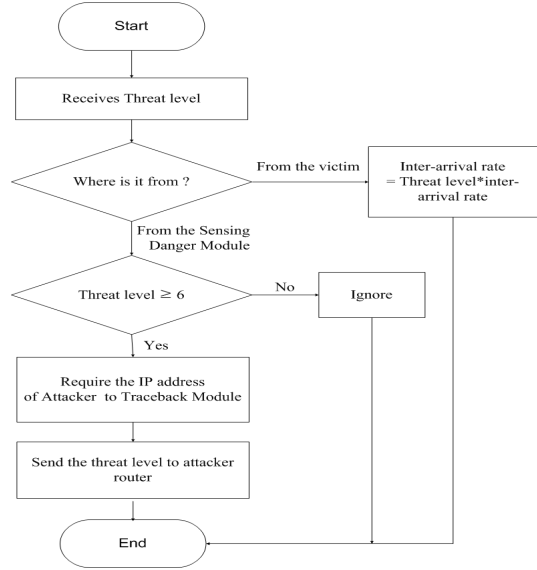 Start
Receives Threat level
Where is it from ?
From the victim
Inter-arrival rate
= Threat level*inter-
arrival rate
From the Sensing
Danger Module
Threat level ≥ 6
No
Ignore
Yes
Require the IP address
of Attacker to Traceback Module
Send the threat level to attacker
router
End